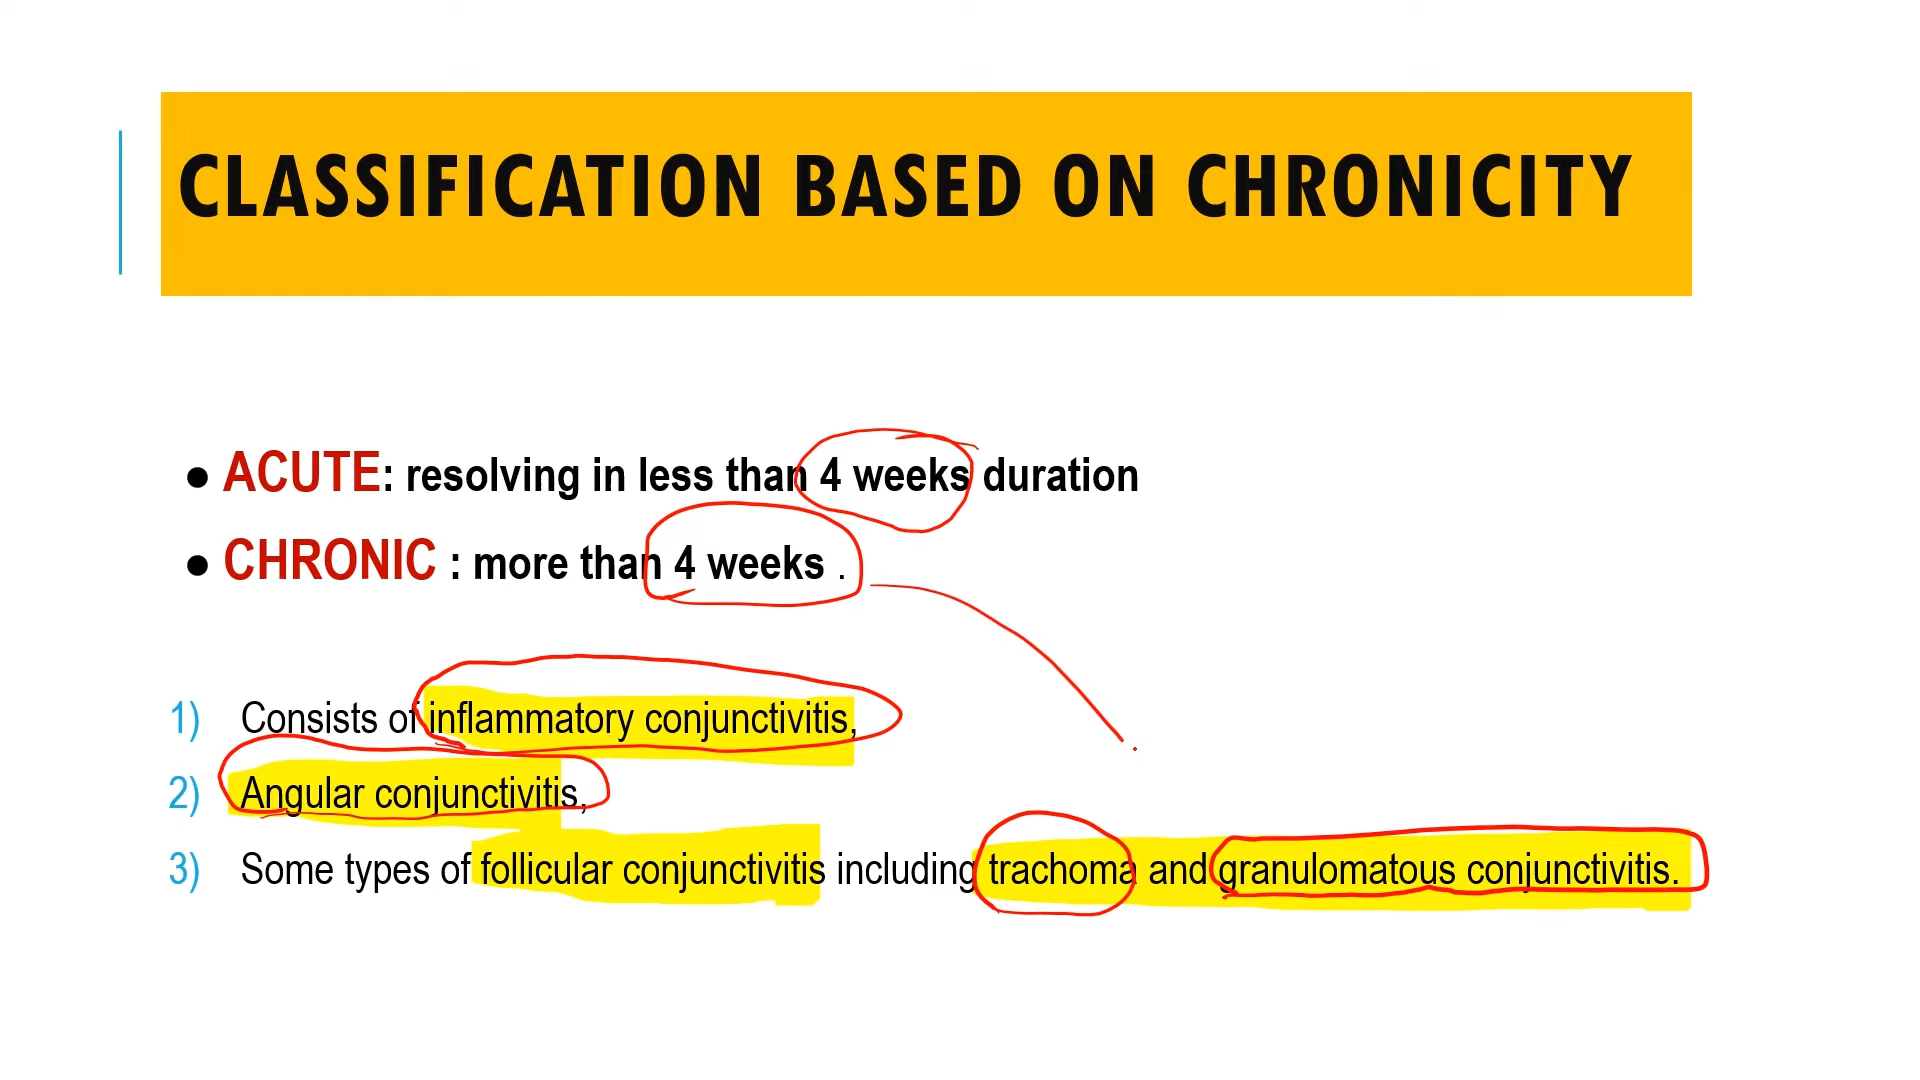 CLASSIFICATION BASED ON CHRONICITY
● ACUTE: resolving in less than 4 weeks duration
● CHRONIC : more than 4 weeks .
1) Consists of inflammatory conjunctivitis,
2) Angular conjunctivitis,
3) Some types of follicular conjunctivitis including trachoma and granulomatous conjunctivitis.